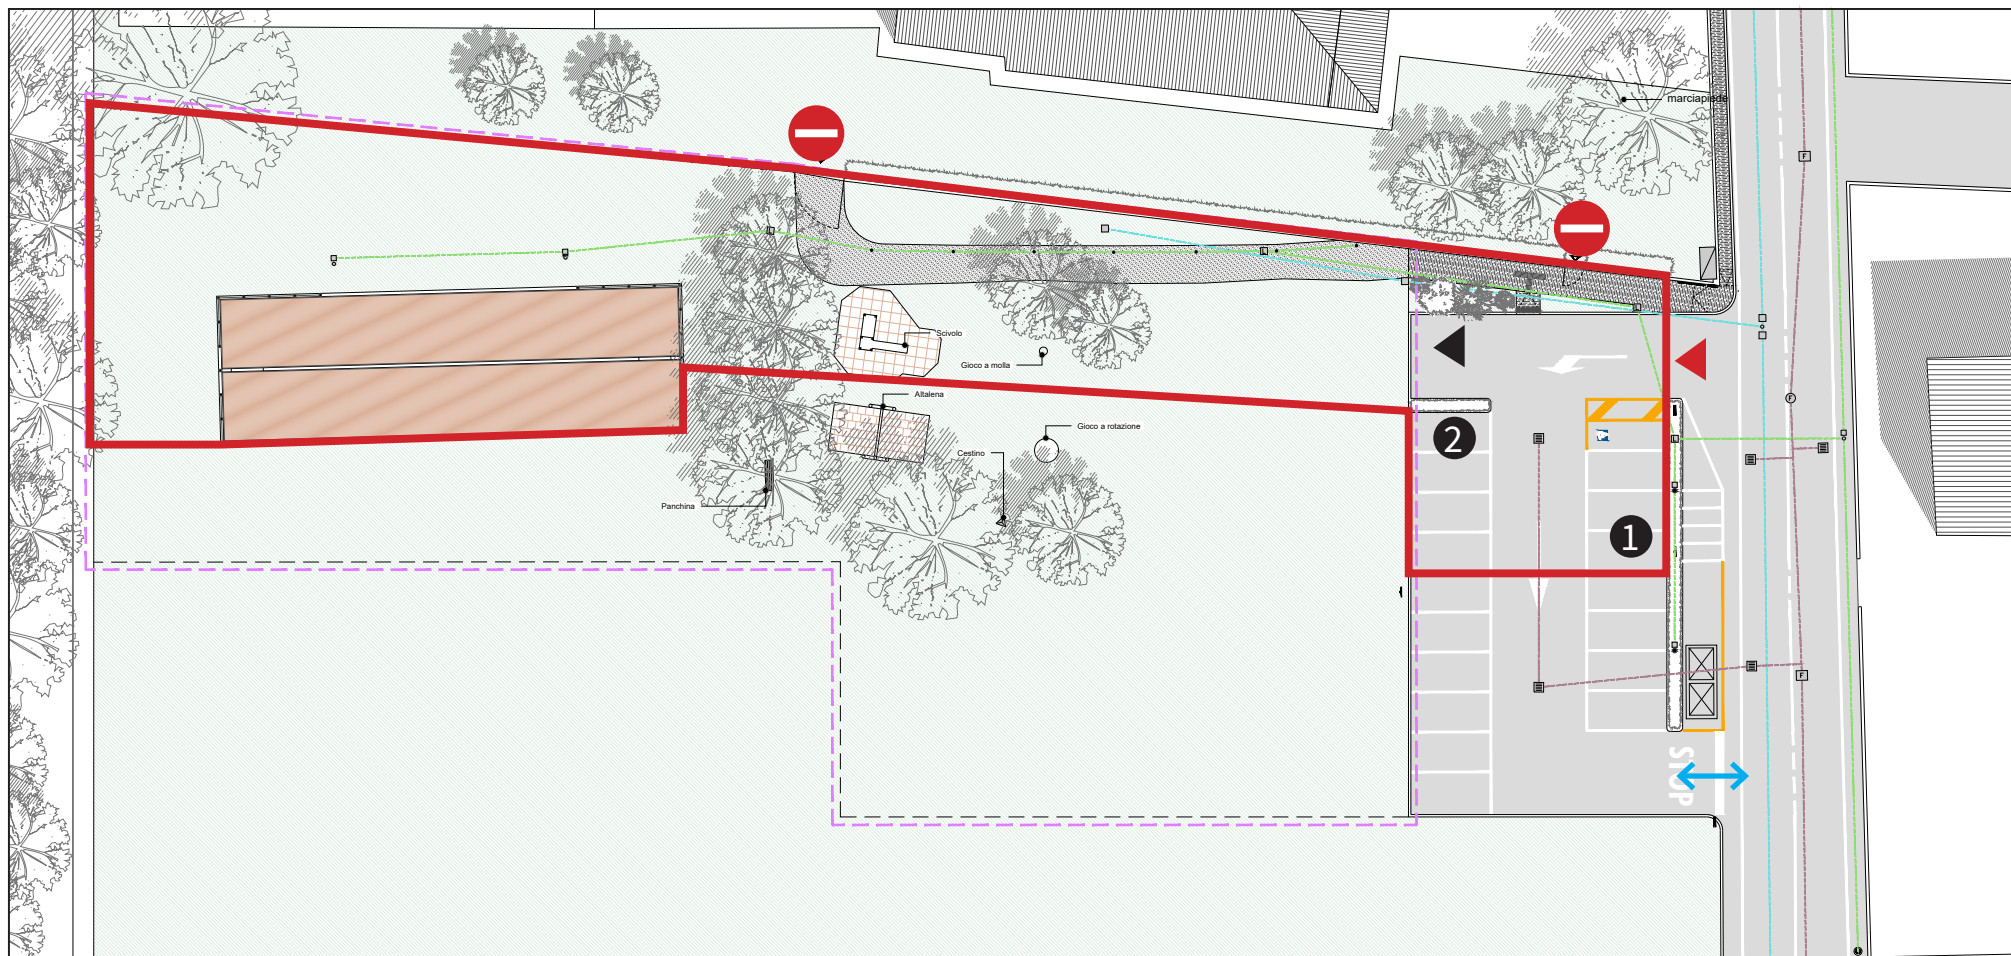 marciapiede
Scivolo
Gioco a molla
Altalena
Gioco a rotazione
Cestino
Panchina
2
1
STOP
F
F
F